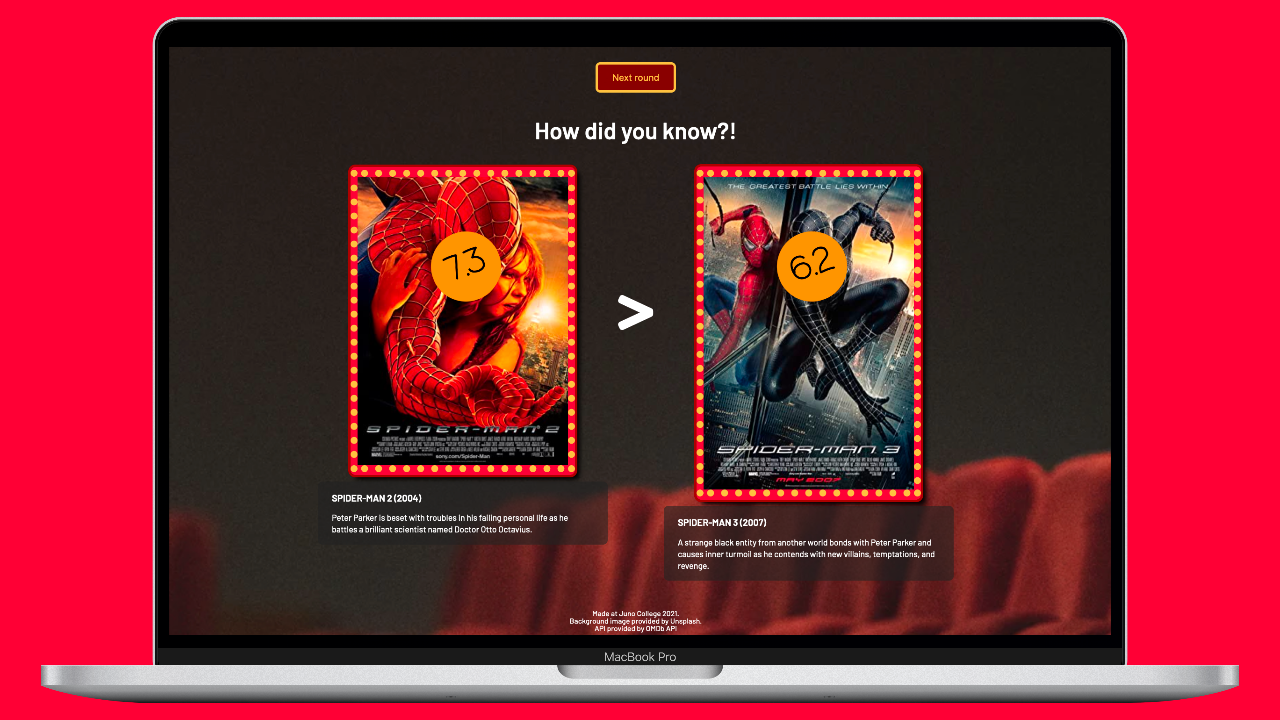 Next round
How did you know?!
7.3
>
6.2
THE GREATEST BATTLE LIES WITHIN
SPIDER-MAN 2
sony.com/Spider-Man
SPIDER-MAN 3
MAY 2007
SPIDER-MAN 2 (2004)
Peter Parker is beset with troubles in his failing personal life as he
battles a brilliant scientist named Doctor Otto Octavius.
SPIDER-MAN 3 (2007)
A strange black entity from another world bonds with Peter Parker and
causes inner turmoil as he contends with new villains, temptations, and
revenge.
Made at Juno College 2021.
Background image provided by Unsplash.
API provided by OMDb API
MacBook Pro